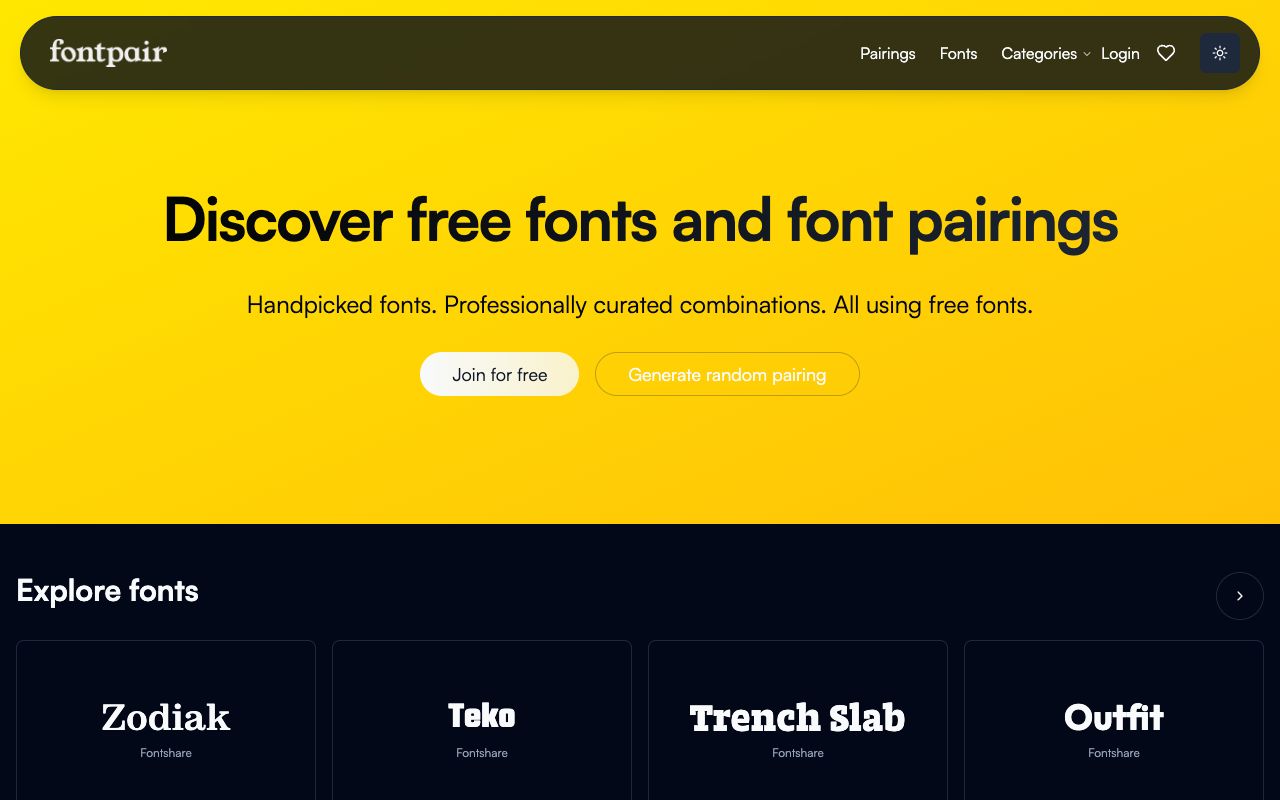 fontpair
Pairings Fonts Categories Login
Discover free fonts and font pairings
Handpicked fonts. Professionally curated combinations. All using free fonts.
Join for free
Generate random pairing
Explore fonts
Zodiak
Fontshare
Teko
Fontshare
Trench Slab
Fontshare
Outfit
Fontshare